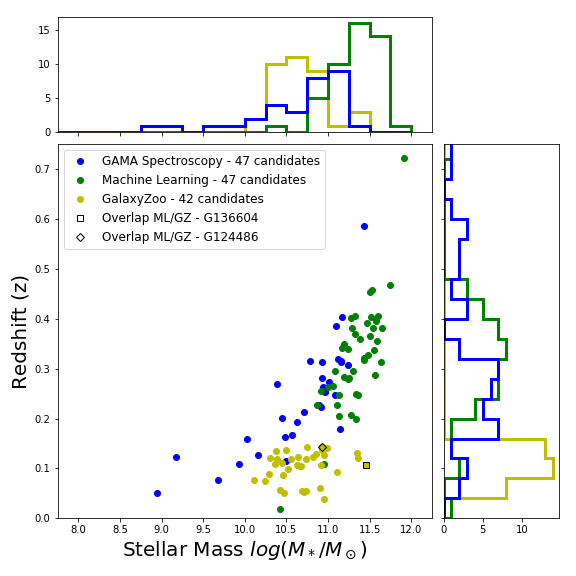 15
10
5
0
0.7
0.6
0.5
0.4
0.3
0.2
0.1
0.0
Redshift (z)
GAMA Spectroscopy - 47 candidates
Machine Learning - 47 candidates
GalaxyZoo - 42 candidates
Overlap ML/GZ - G136604
Overlap ML/GZ - G124486
8.0 8.5 9.0 9.5 10.0 10.5 11.0 11.5 12.0
Stellar Mass log(M*/M⊙)
0 5 10